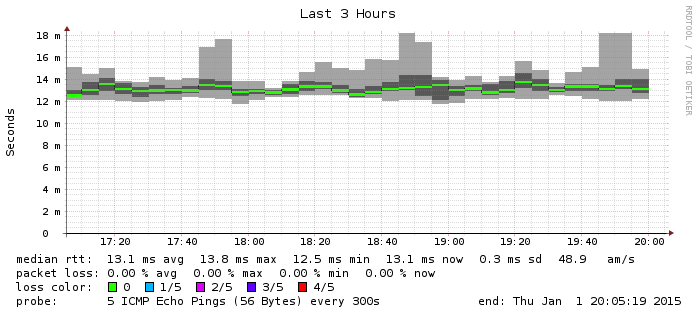 Last 3 Hours
RRDTOOL / TOBI OETIKER
Seconds
18 m
16 m
14 m
12 m
10 m
8 m
6 m
4 m
2 m
0
17:20 17:40 18:00 18:20 18:40 19:00 19:20 19:40 20:00
median rtt: 13.1 ms avg 13.8 ms max 12.5 ms min 13.1 ms now 0.3 ms sd 48.9 am/s
packet loss: 0.00 % avg 0.00 % max 0.00 % min 0.00 % now
loss color: 0 1/5 2/5 3/5 4/5
probe: 5 ICMP Echo Pings (56 Bytes) every 300s end: Thu Jan 1 20:05:19 2015